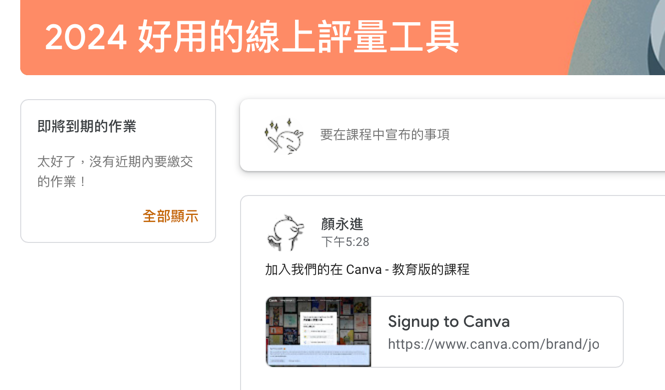 2024 好用的線上評量工具
即將到期的作業
太好了，沒有近期內要繳交
的作業！
全部顯示
要在課程中宣布的事項
顏永進
下午5:28
加入我們的在 Canva - 教育版的課程
Signup to Canva
https://www.canva.com/brand/jo